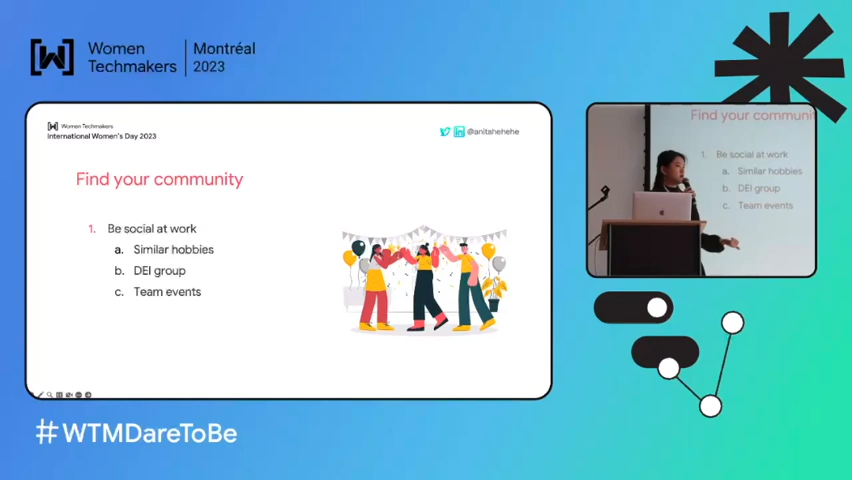 Women
Techmakers
Montréal
2023
Women Techmakers
International Women's Day 2023
@anitahehehe
Find your community
1. Be social at work
a. Similar hobbies
b. DEI group
c. Team events
Find your communit
1. Be social at work
a. Similar hobbies
b. DEI group
c. Team events
#WTMDareToBe